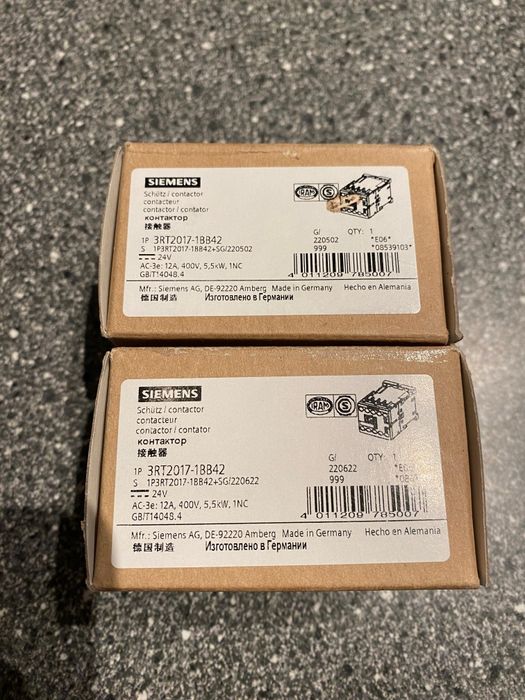 SIEMENS
Schütz / contactor
contacteur
contactor / contator
контактор
接触器
1P 3RT2017-1BB42
S 1P3RT2017-1BB42+SG/220502
24V
AC-3e: 12A, 400V, 5,5kW, 1NC
GB/T14048.4
IRAM S
G/ QTY: 1
220502 *E06*
999 *08539103*
4 011209 785007
Mfr.: Siemens AG, DE-92220 Amberg Made in Germany Hecho en Alemania
德国制造 Изготовлено в Германии
SIEMENS
Schütz / contactor
contacteur
contactor / contator
контактор
接触器
1P 3RT2017-1BB42
S 1P3RT2017-1BB42+SG/220622
24V
AC-3e: 12A, 400V, 5,5kW, 1NC
GB/T14048.4
IRAM S
G/ QTY: 1
220622
999
4 011209 785007
Mfr.: Siemens AG, DE-92220 Amberg Made in Germany Hecho en Alemania
德国制造 Изготовлено в Германии